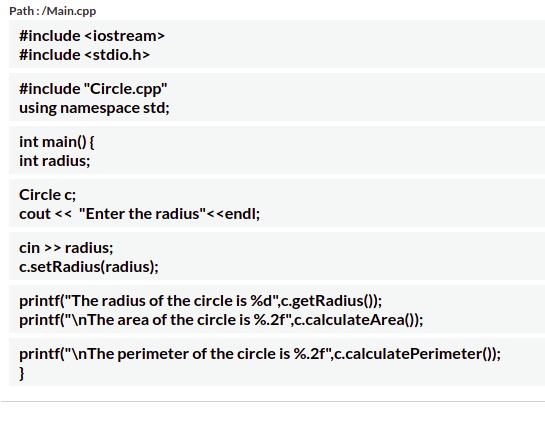 Path : /Main.cpp
#include <iostream>
#include <stdio.h>
#include "Circle.cpp"
using namespace std;
int main() {
int radius;
Circle c;
cout <<  "Enter the radius"<<endl;
cin >> radius;
c.setRadius(radius);
printf("The radius of the circle is %d",c.getRadius());
printf("\nThe area of the circle is %.2f",c.calculateArea());
printf("\nThe perimeter of the circle is %.2f",c.calculatePerimeter());
}